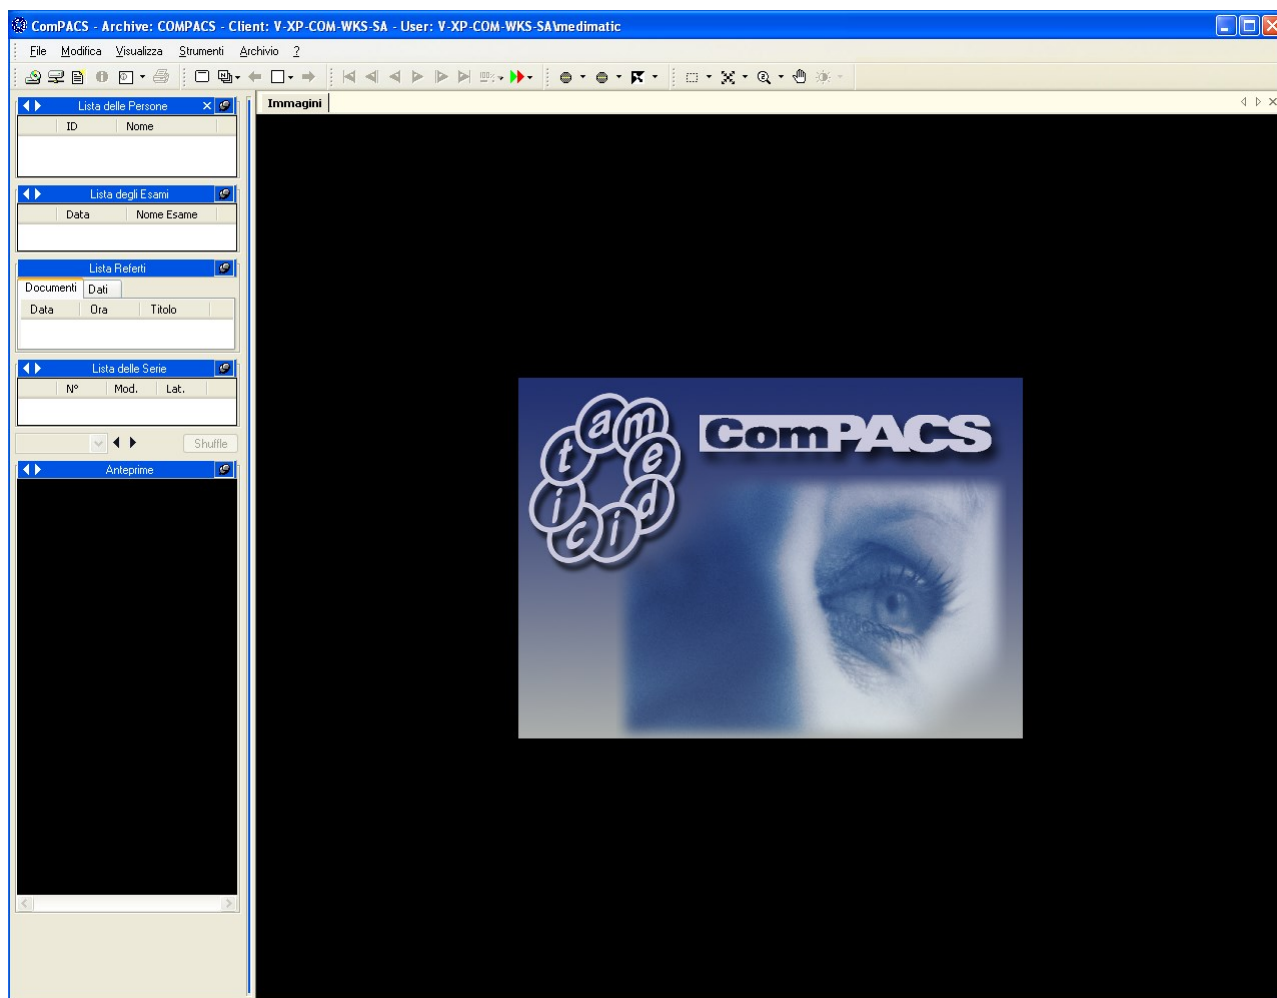 ComPACS - Archive: COMPACS - Client: V-XP-COM-WKS-SA - User: V-XP-COM-WKS-SA\medimatic
File Modifica Visualizza Strumenti Archivio ?
Lista delle Persone
ID Nome
Lista degli Esami
Data Nome Esame
Lista Referti
Documenti Dati
Data Ora Titolo
Lista delle Serie
N° Mod. Lat.
Shuffle
Anteprime
Immagini
medimatic
ComPACS